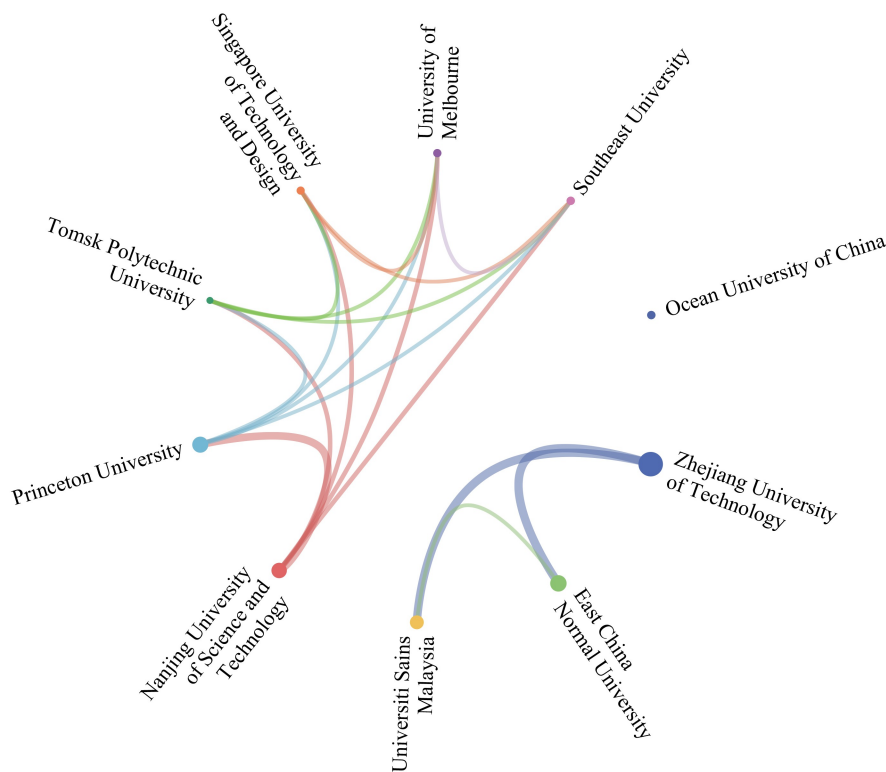 Singapore University
of Technology
and Design
University of
Melbourne
Southeast University
Tomsk Polytechnic
University
Ocean University of China
Princeton University
Zhejiang University
of Technology
Nanjing University
of Science and
Technology
Universiti Sains
Malaysia
East China
Normal University